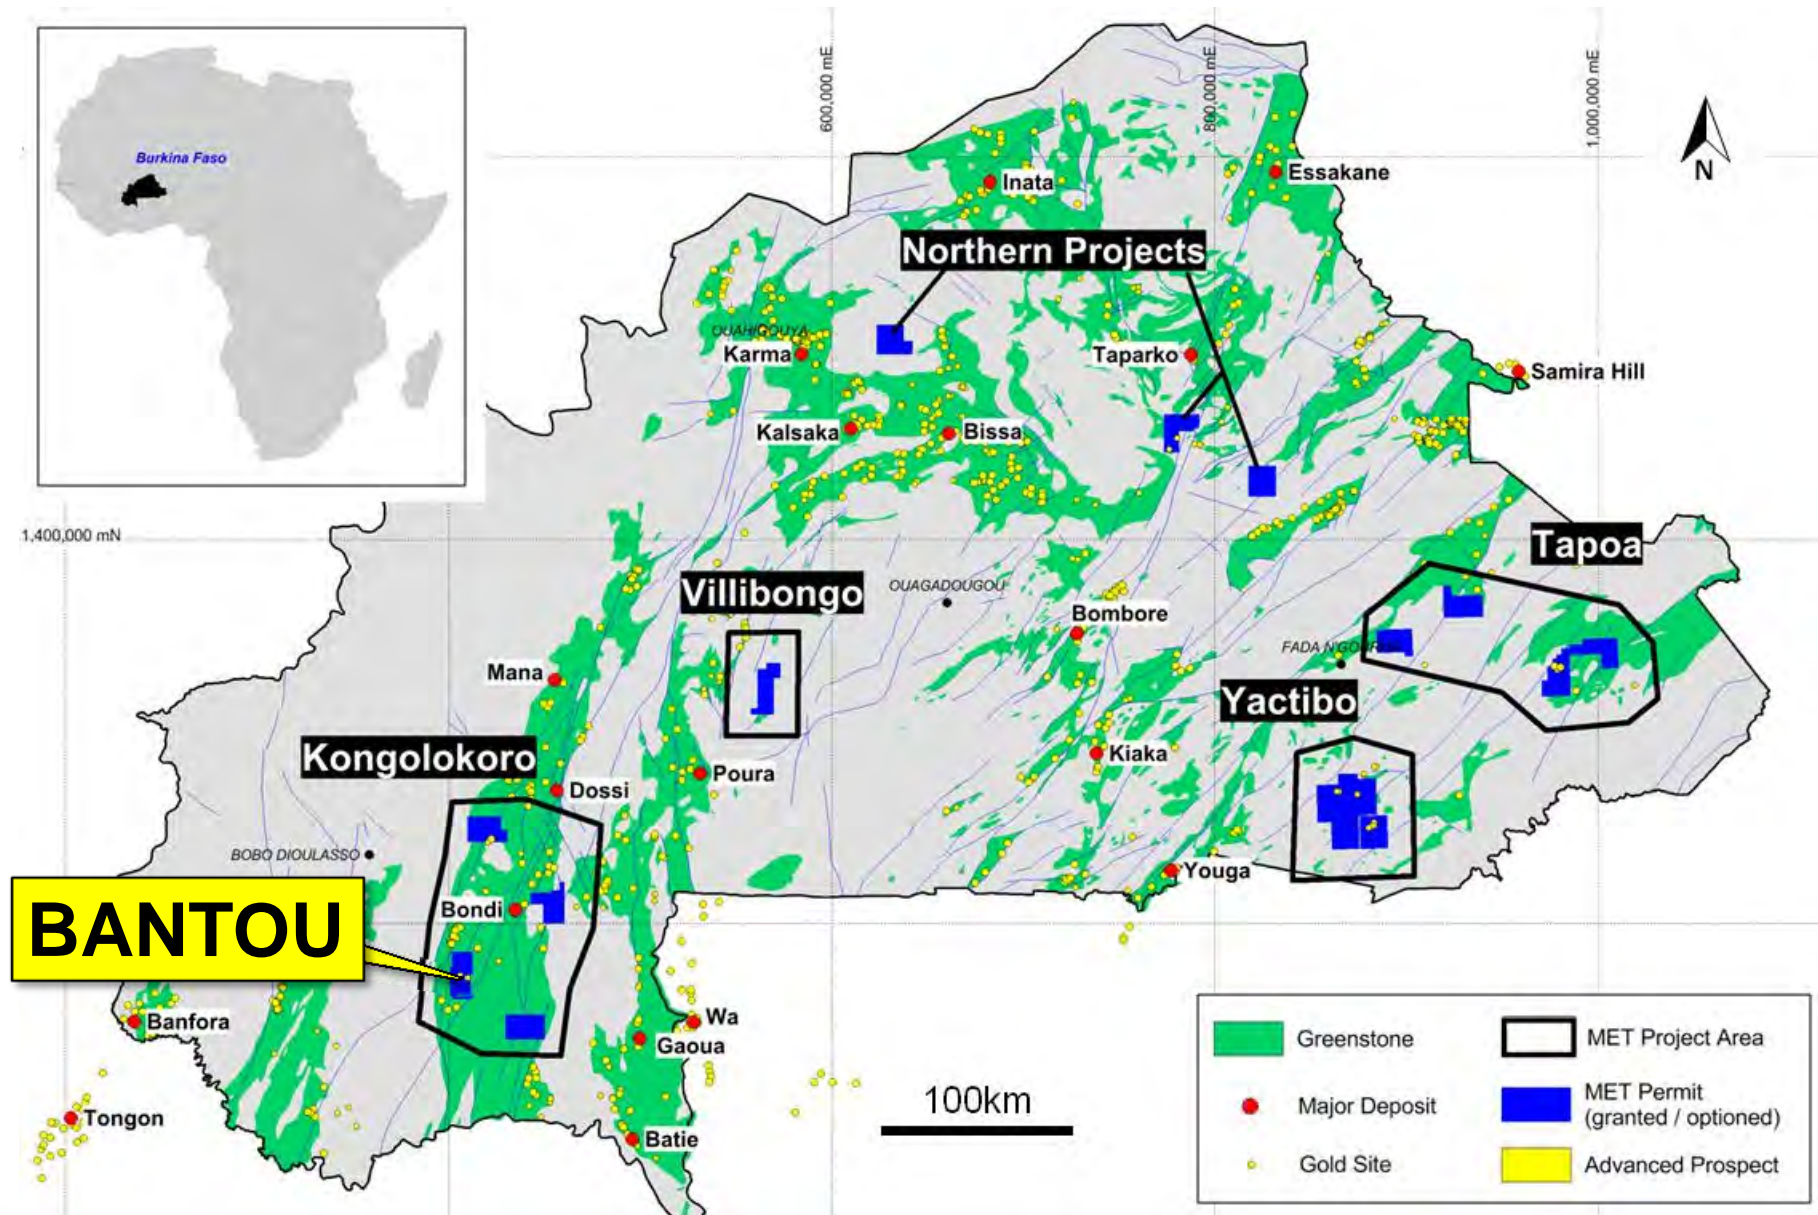 Burkina Faso
600,000 mE
800,000 mE
1,000,000 mE
N
Inata
Essakane
Northern Projects
OUAHIGOUYA
Karma
Taparko
Samira Hill
Kalsaka
Bissa
1,400,000 mN
Tapoa
Villibongo
OUAGADOUGOU
Bombore
Mana
Yactibo
Kongolokoro
Kiaka
Poura
Dossi
BOBO DIOULASSO
Youga
BANTOU
Bondi
Banfora
Wa
Gaoua
Tongon
Batie
100km
Greenstone
MET Project Area
Major Deposit
MET Permit
(granted / optioned)
Gold Site
Advanced Prospect